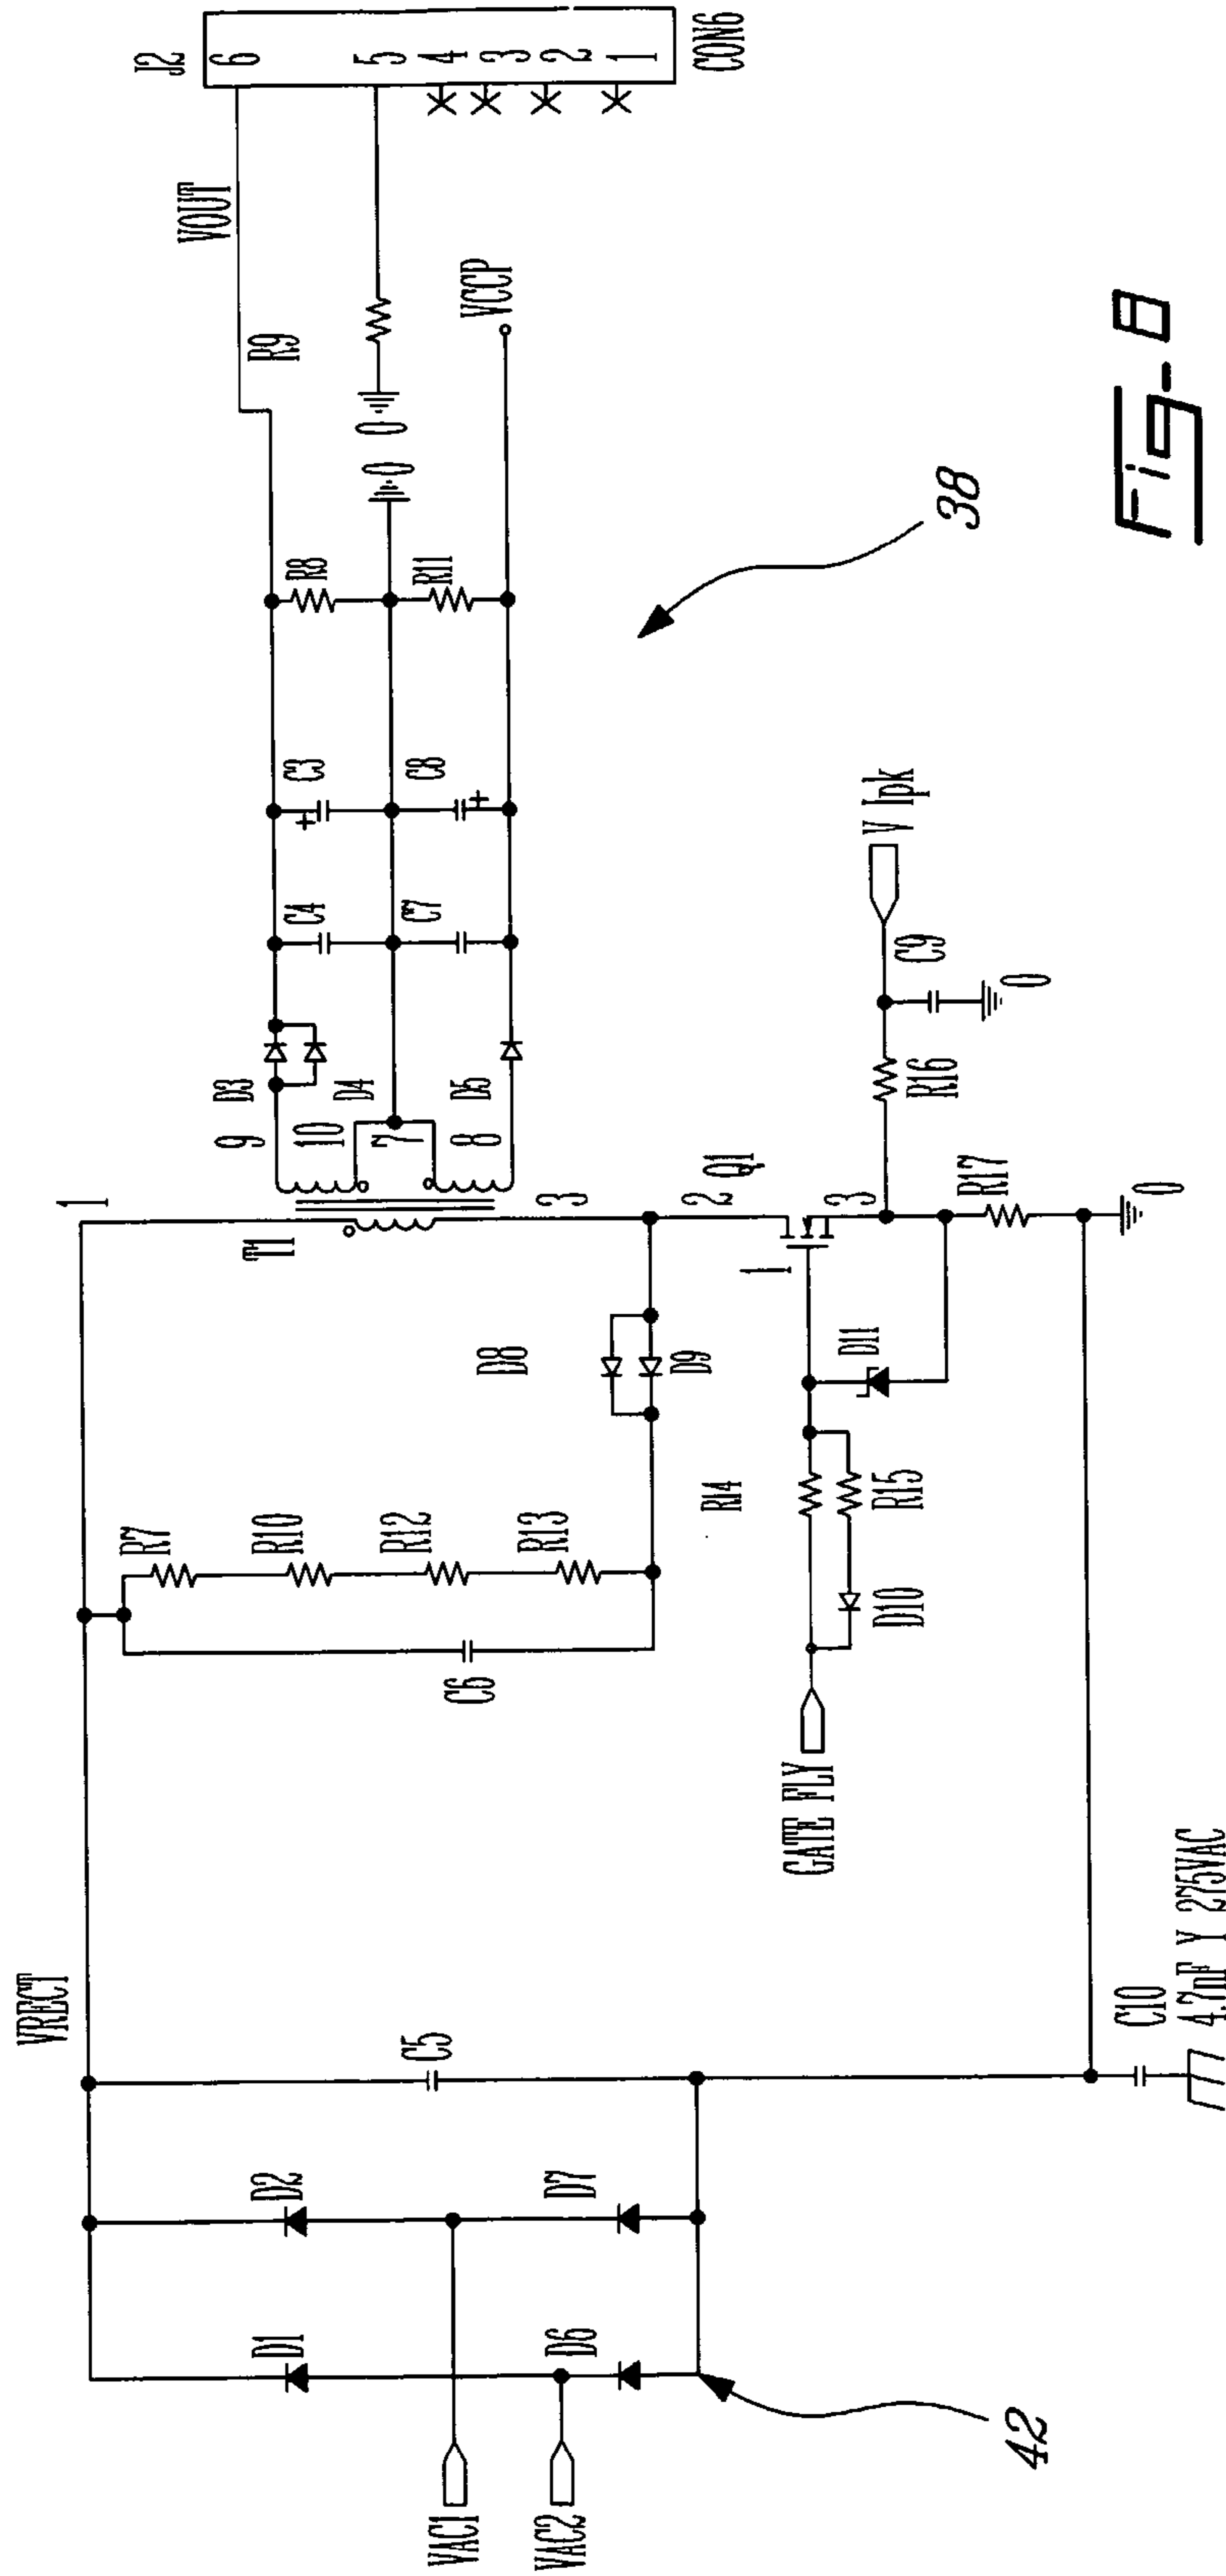 J2
6
5
4
3
2
1
CON6
VOUT
R9
VCCP
0
0
R8
R11
C3
+
C8
+
C4
C7
D3
D4
D5
9
10
7
8
1
T1
3
2
Q1
1
3
V Ipk
C9
0
R16
R17
0
D8
D9
D11
R7
R10
R12
R13
C6
R14
R15
D10
GATE FLY
VRECT
C5
C10
4.7nF Y 275VAC
D2
D7
D1
D6
VAC1
VAC2
38
42
Fig-8